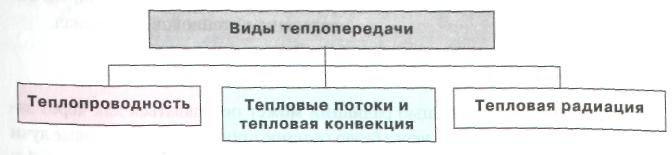 Виды теплопередачи
Теплопроводность
Тепловые потоки и
тепловая конвекция
Тепловая радиация